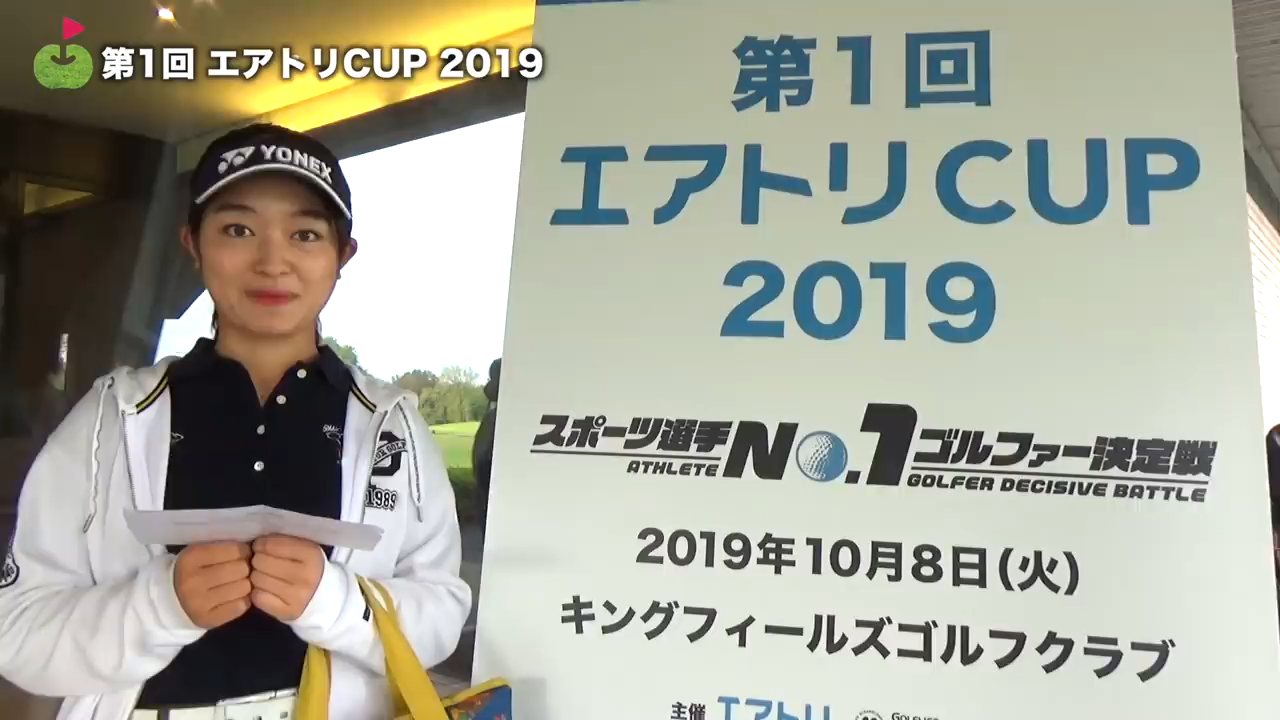 第1回 エアトリCUP 2019
YONEX
1989
第1回
エアトリCUP
2019
スポーツ選手 No.1 ゴルファー決定戦
ATHLETE GOLFER DECISIVE BATTLE
2019年10月8日(火)
キングフィールズゴルフクラブ
主催 エアトリ